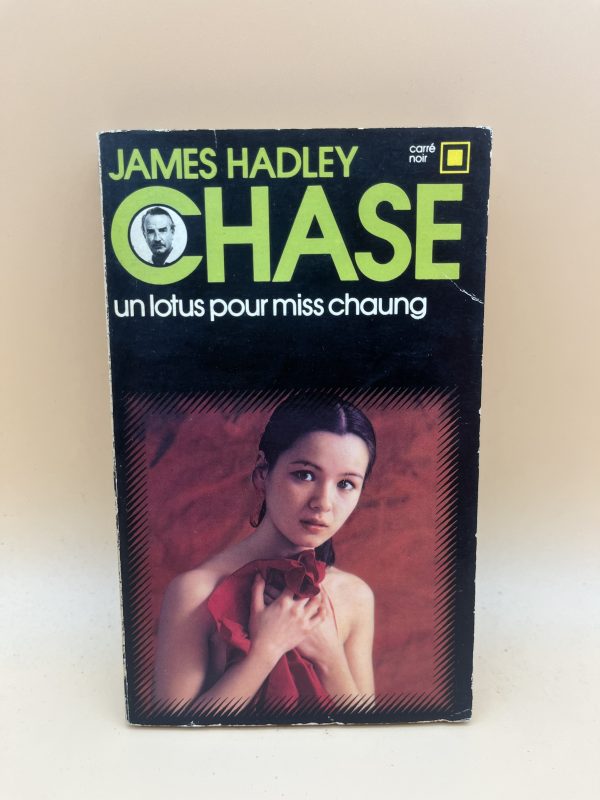 JAMES HADLEY
CHASE
carré
noir
un lotus pour miss chaung